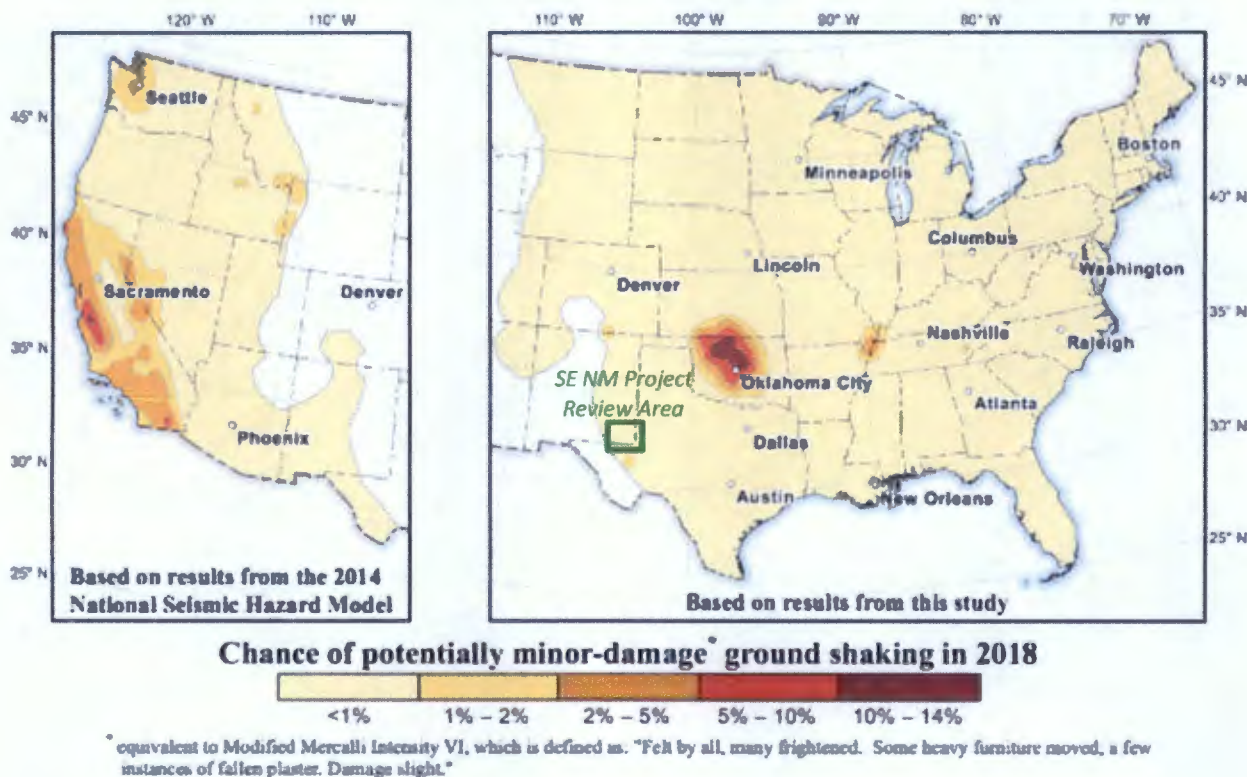 120° W 110° W
45° N
40° N
35° N
30° N
25° N
Seattle
Sacramento
Denver
Phoenix
Based on results from the 2014
National Seismic Hazard Model
110° W 100° W 90° W 80° W 70° W
45° N
40° N
35° N
30° N
25° N
Boston
Minneapolis
Columbus
Lincoln
Washington
Denver
Nashville
Raleigh
SE NM Project
Review Area
Oklahoma City
Atlanta
Dallas
Austin
New Orleans
Based on results from this study
Chance of potentially minor-damage* ground shaking in 2018
<1% 1% – 2% 2% – 5% 5% – 10% 10% – 14%
* equivalent to Modified Mercalli Intensity VI, which is defined as: "Felt by all, many frightened. Some heavy furniture moved, a few
instances of fallen plaster. Damage slight."